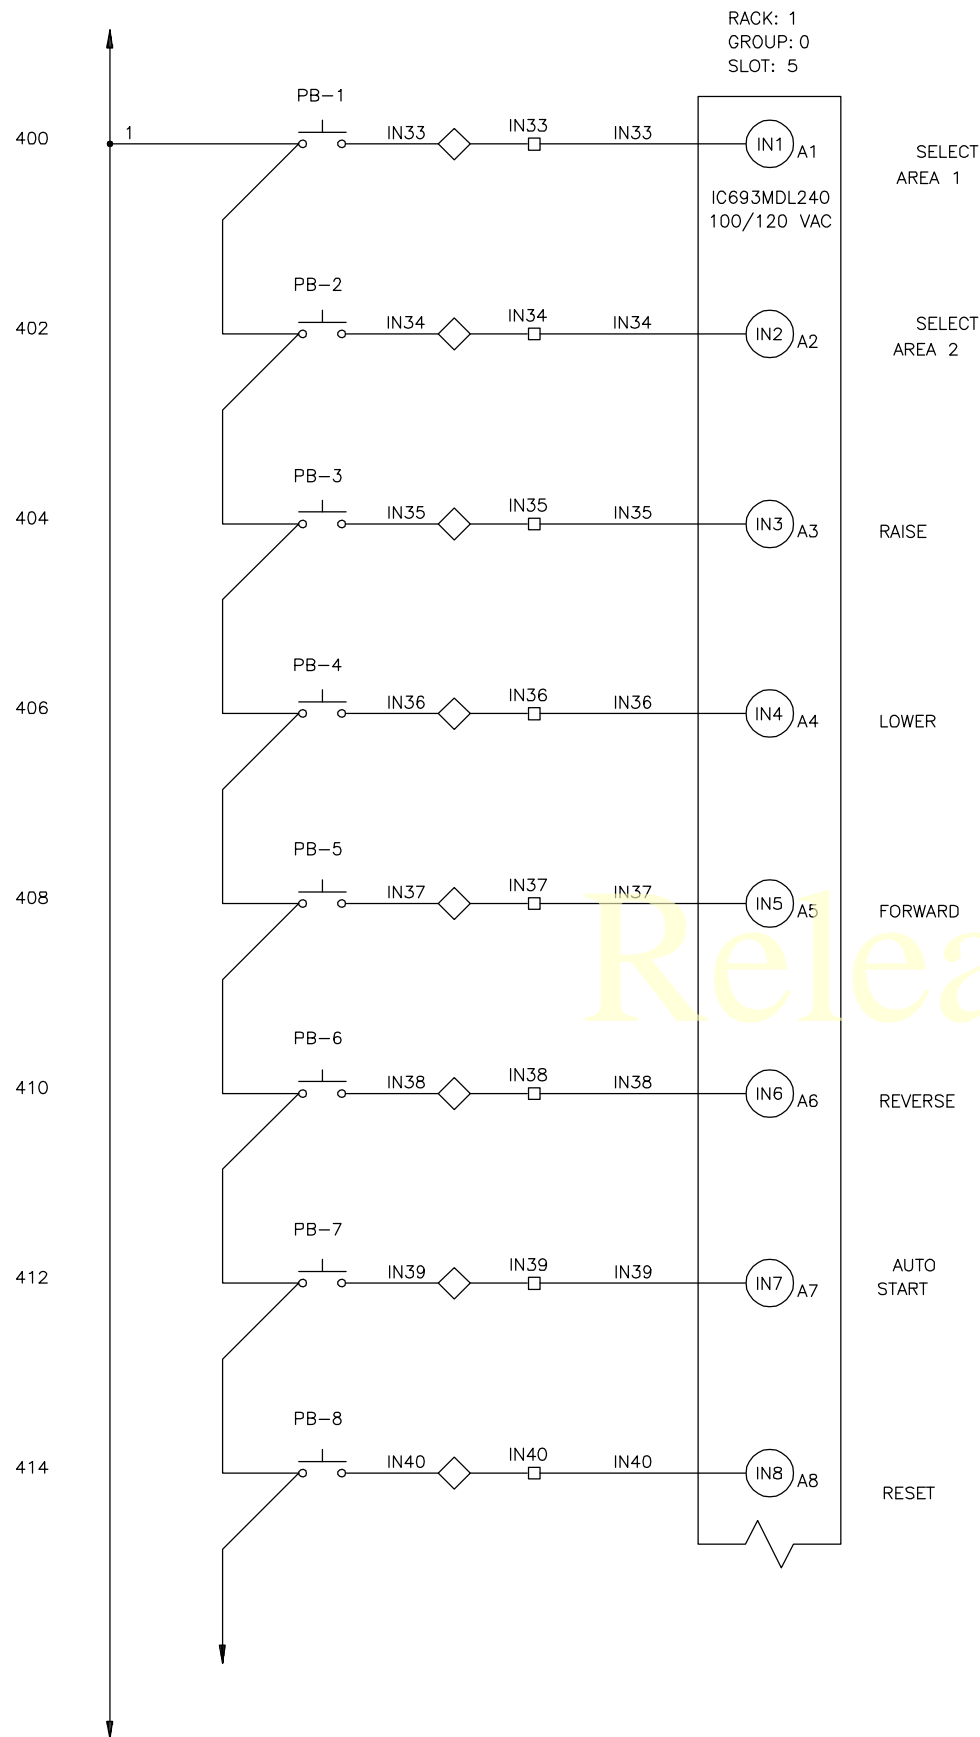 RACK: 1
GROUP: 0
SLOT: 5
PB-1
400
1
IN33
IN33
IN33
IN1
A1
SELECT
AREA 1
IC693MDL240
100/120 VAC
PB-2
402
IN34
IN34
IN34
IN2
A2
SELECT
AREA 2
PB-3
404
IN35
IN35
IN35
IN3
A3
RAISE
PB-4
406
IN36
IN36
IN36
IN4
A4
LOWER
PB-5
408
IN37
IN37
IN37
IN5
A5
FORWARD
Relea
PB-6
410
IN38
IN38
IN38
IN6
A6
REVERSE
PB-7
412
IN39
IN39
IN39
IN7
A7
AUTO
START
PB-8
414
IN40
IN40
IN40
IN8
A8
RESET